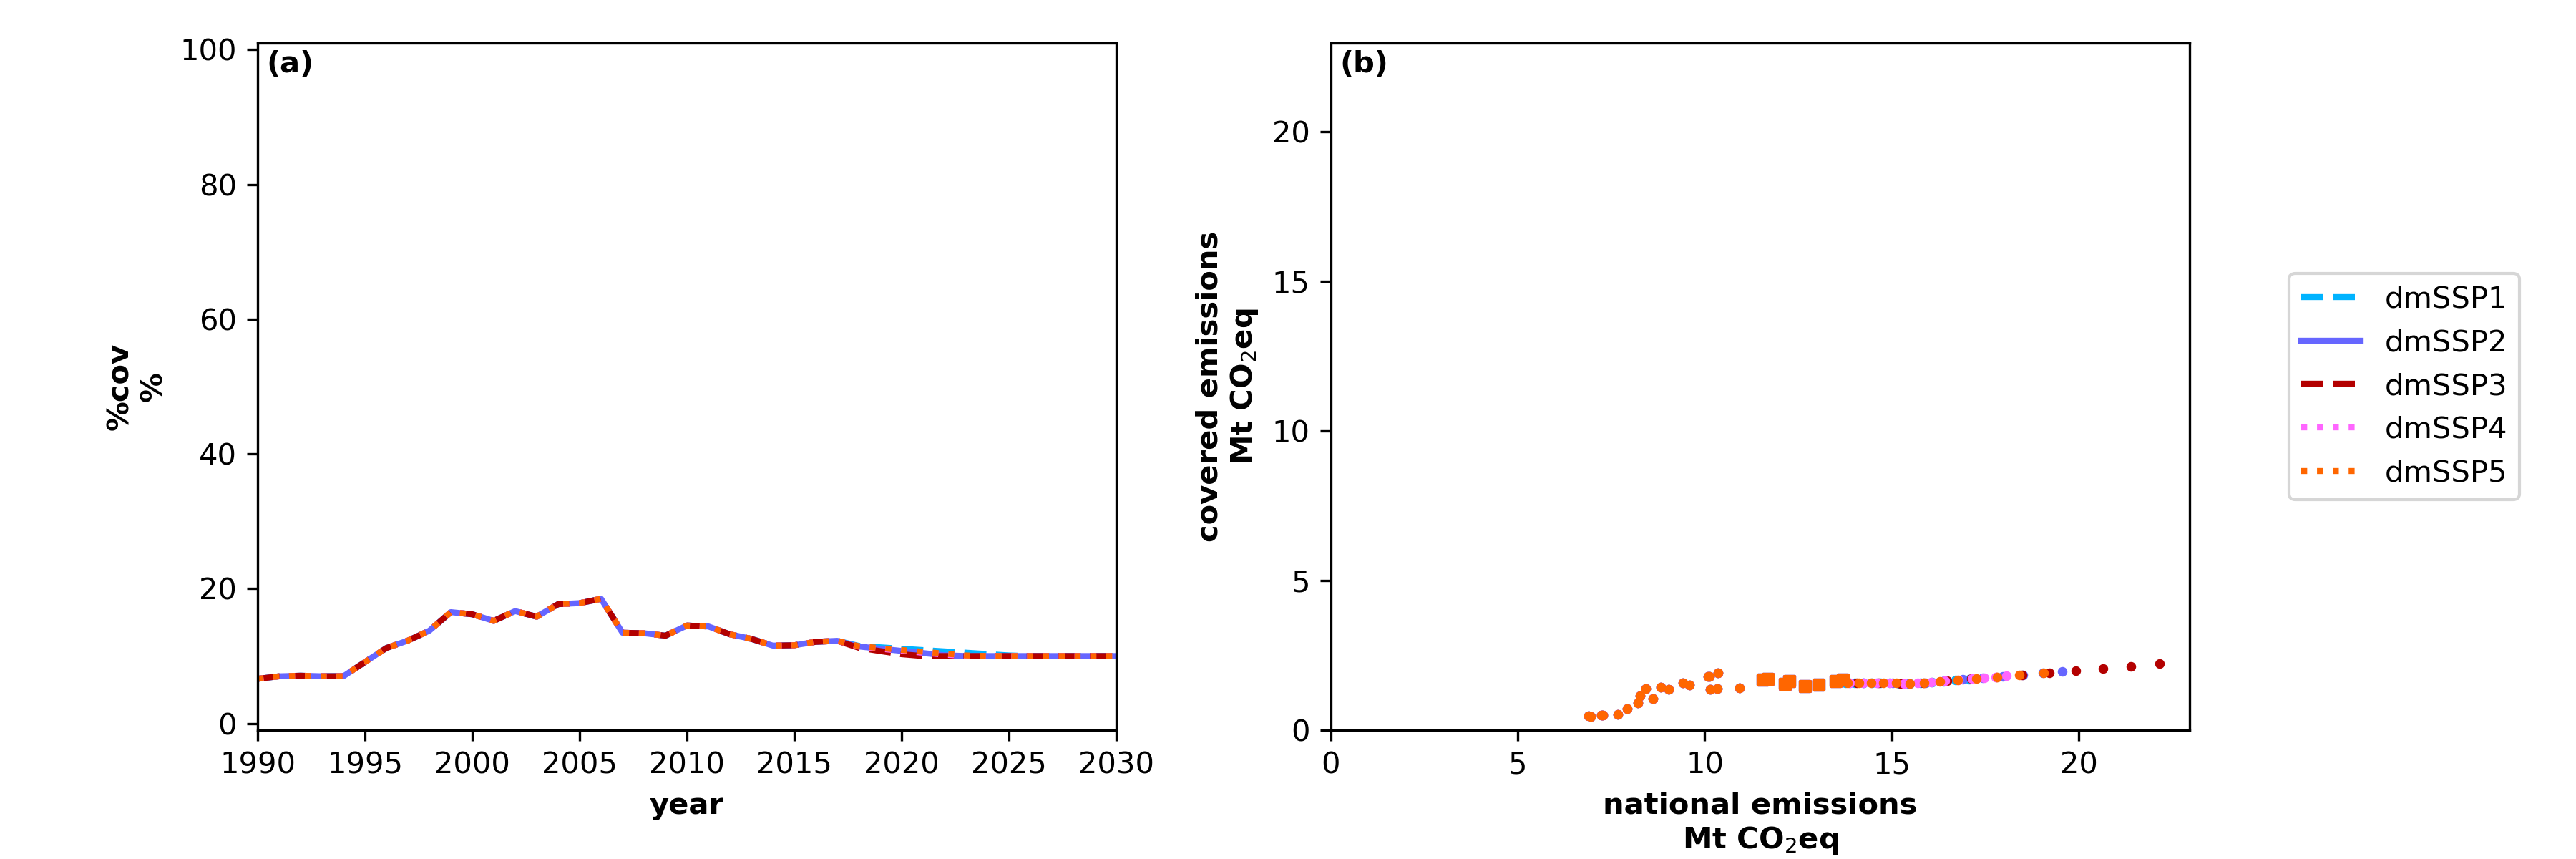 (a)
100
80
60
40
20
0
%cov
%
1990 1995 2000 2005 2010 2015 2020 2025 2030
year
(b)
20
15
10
5
0
covered emissions
Mt CO₂eq
0 5 10 15 20
national emissions
Mt CO₂eq
dmSSP1
dmSSP2
dmSSP3
dmSSP4
dmSSP5